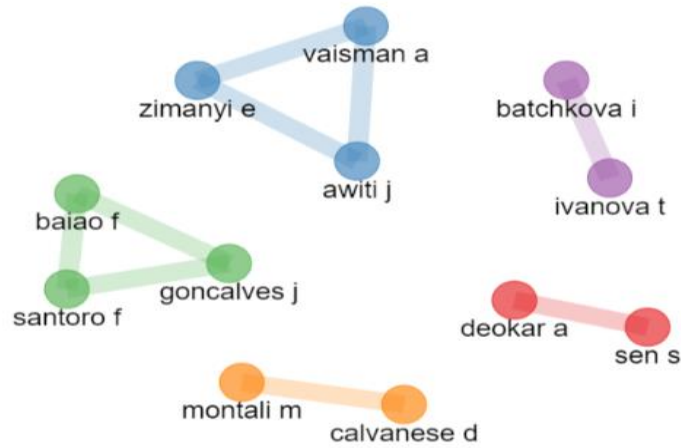 vaisman a
zimanyi e
batchkova i
awiti j
ivanova t
baiao f
goncalves j
santoro f
deokar a
sen s
montali m
calvanese d